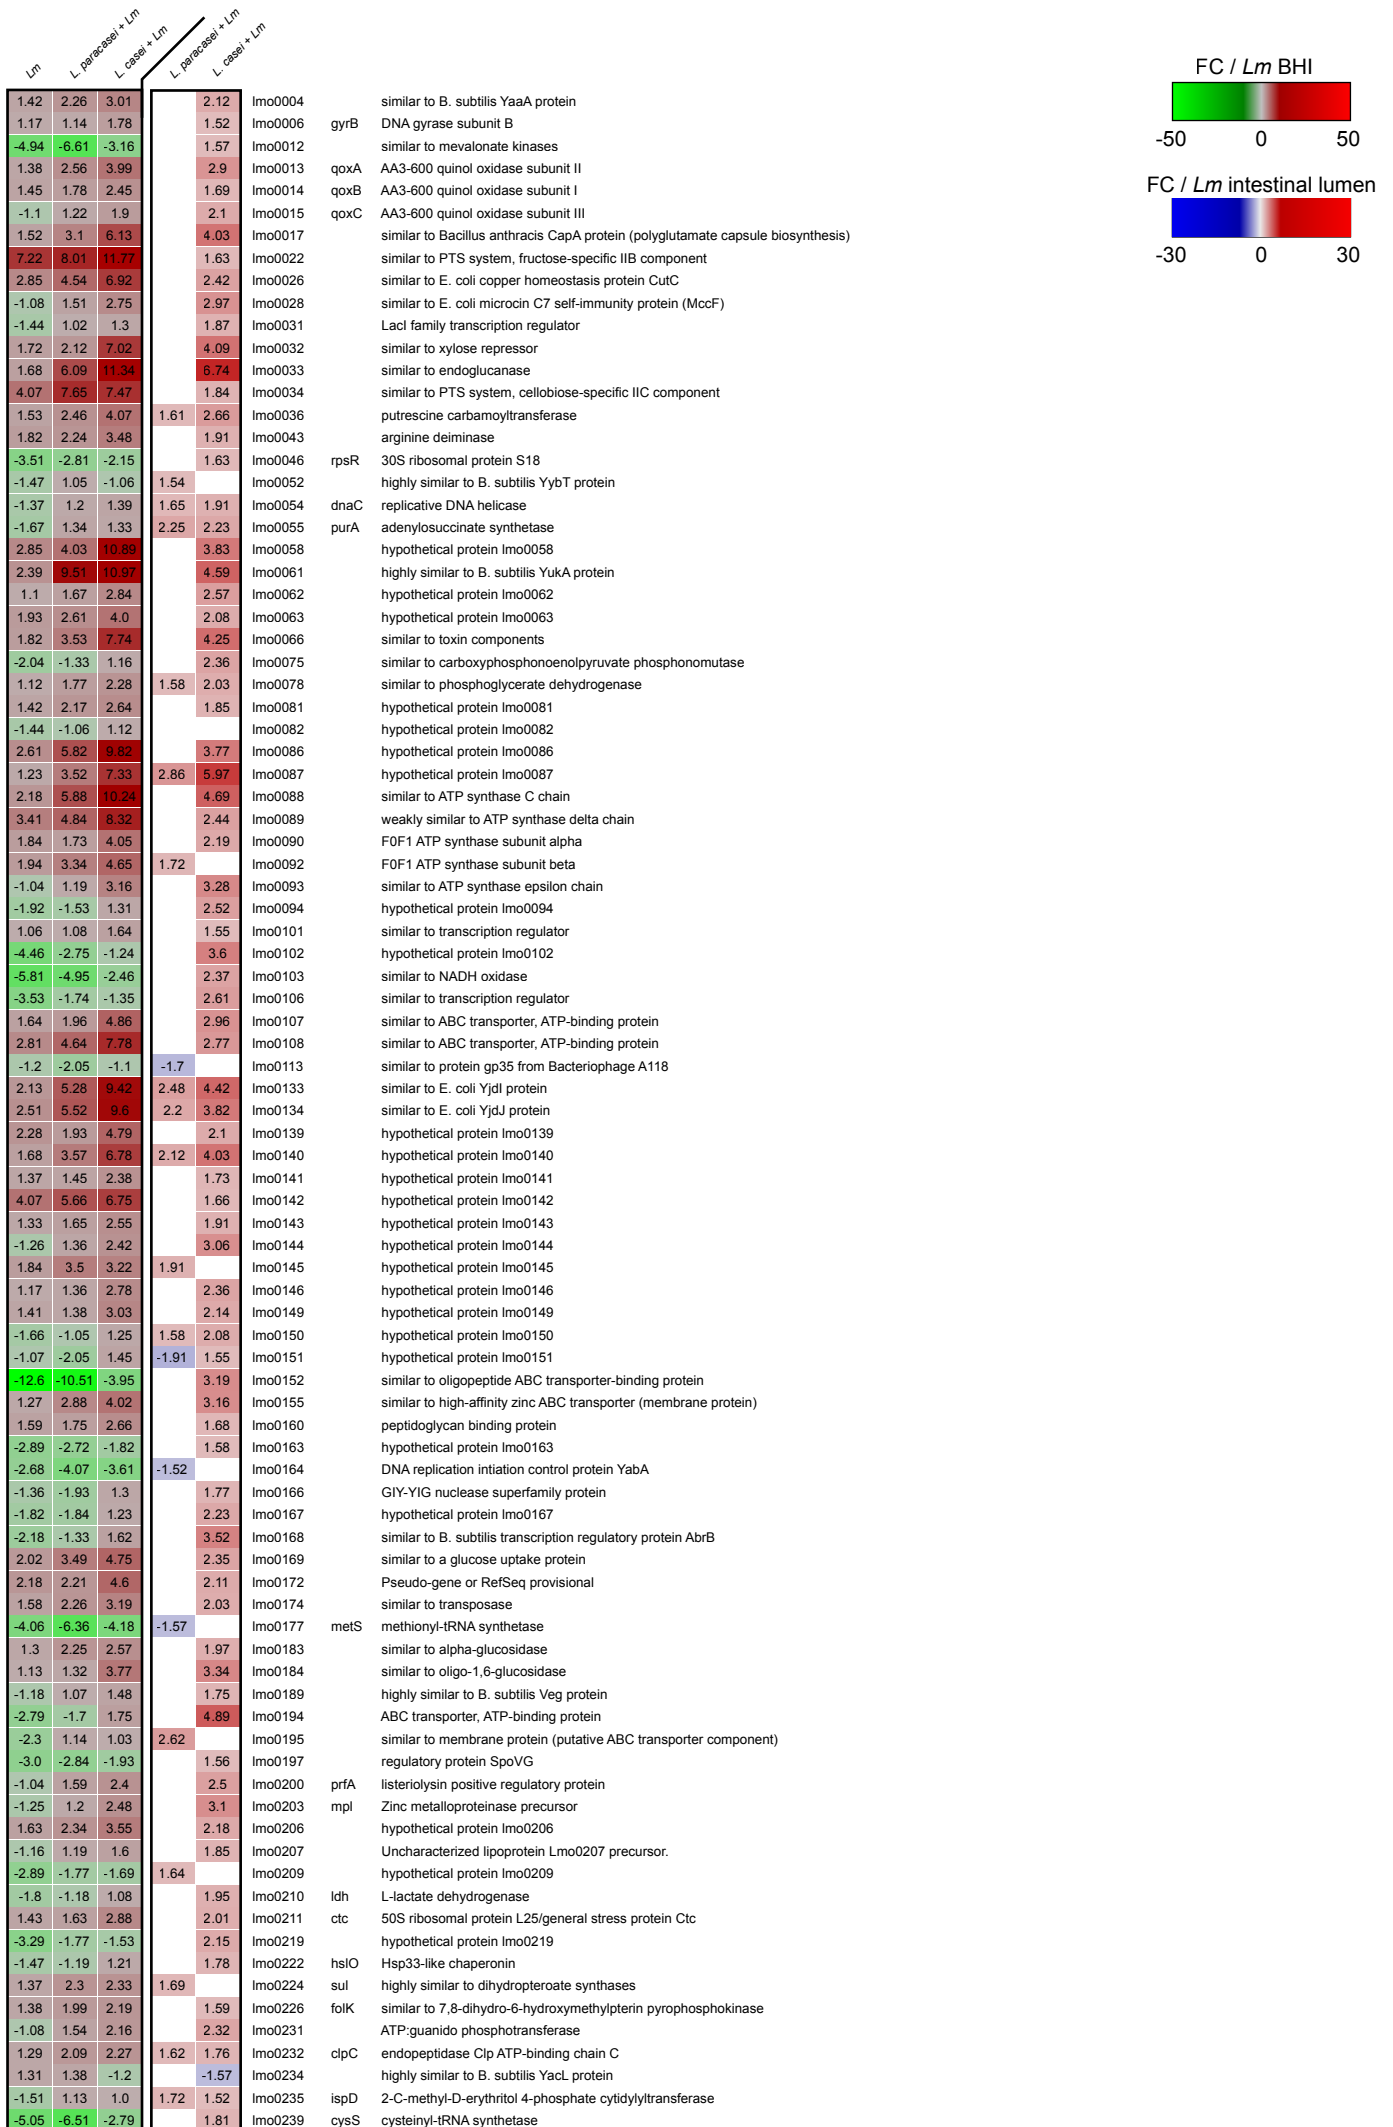 Lm L. paracasei + Lm L. casei + Lm L. paracasei + Lm L. casei + Lm
FC / Lm BHI
-50 0 50
FC / Lm intestinal lumen
-30 0 30
1.42 2.26 3.01 2.12 lmo0004 similar to B. subtilis YaaA protein
1.17 1.14 1.78 1.52 lmo0006 gyrB DNA gyrase subunit B
-4.94 -6.61 -3.16 1.57 lmo0012 similar to mevalonate kinases
1.38 2.56 3.99 2.9 lmo0013 qoxA AA3-600 quinol oxidase subunit II
1.45 1.78 2.45 1.69 lmo0014 qoxB AA3-600 quinol oxidase subunit I
-1.1 1.22 1.9 2.1 lmo0015 qoxC AA3-600 quinol oxidase subunit III
1.52 3.1 6.13 4.03 lmo0017 similar to Bacillus anthracis CapA protein (polyglutamate capsule biosynthesis)
7.22 8.01 11.77 1.63 lmo0022 similar to PTS system, fructose-specific IIB component
2.85 4.54 6.92 2.42 lmo0026 similar to E. coli copper homeostasis protein CutC
-1.08 1.51 2.75 2.97 lmo0028 similar to E. coli microcin C7 self-immunity protein (MccF)
-1.44 1.02 1.3 1.87 lmo0031 LacI family transcription regulator
1.72 2.12 7.02 4.09 lmo0032 similar to xylose repressor
1.68 6.09 11.34 6.74 lmo0033 similar to endoglucanase
4.07 7.65 7.47 1.84 lmo0034 similar to PTS system, cellobiose-specific IIC component
1.53 2.46 4.07 1.61 2.66 lmo0036 putrescine carbamoyltransferase
1.82 2.24 3.48 1.91 lmo0043 arginine deiminase
-3.51 -2.81 -2.15 1.63 lmo0046 rpsR 30S ribosomal protein S18
-1.47 1.05 -1.06 1.54 lmo0052 highly similar to B. subtilis YybT protein
-1.37 1.2 1.39 1.65 1.91 lmo0054 dnaC replicative DNA helicase
-1.67 1.34 1.33 2.25 2.23 lmo0055 purA adenylosuccinate synthetase
2.85 4.03 10.89 3.83 lmo0058 hypothetical protein lmo0058
2.39 9.51 10.97 4.59 lmo0061 highly similar to B. subtilis YukA protein
1.1 1.67 2.84 2.57 lmo0062 hypothetical protein lmo0062
1.93 2.61 4.0 2.08 lmo0063 hypothetical protein lmo0063
1.82 3.53 7.74 4.25 lmo0066 similar to toxin components
-2.04 -1.33 1.16 2.36 lmo0075 similar to carboxyphosphonoenolpyruvate phosphonomutase
1.12 1.77 2.28 1.58 2.03 lmo0078 similar to phosphoglycerate dehydrogenase
1.42 2.17 2.64 1.85 lmo0081 hypothetical protein lmo0081
-1.44 -1.06 1.12 lmo0082 hypothetical protein lmo0082
2.61 5.82 9.82 3.77 lmo0086 hypothetical protein lmo0086
1.23 3.52 7.33 2.86 5.97 lmo0087 hypothetical protein lmo0087
2.18 5.88 10.24 4.69 lmo0088 similar to ATP synthase C chain
3.41 4.84 8.32 2.44 lmo0089 weakly similar to ATP synthase delta chain
1.84 1.73 4.05 2.19 lmo0090 F0F1 ATP synthase subunit alpha
1.94 3.34 4.65 1.72 lmo0092 F0F1 ATP synthase subunit beta
-1.04 1.19 3.16 3.28 lmo0093 similar to ATP synthase epsilon chain
-1.92 -1.53 1.31 2.52 lmo0094 hypothetical protein lmo0094
1.06 1.08 1.64 1.55 lmo0101 similar to transcription regulator
-4.46 -2.75 -1.24 3.6 lmo0102 hypothetical protein lmo0102
-5.81 -4.95 -2.46 2.37 lmo0103 similar to NADH oxidase
-3.53 -1.74 -1.35 2.61 lmo0106 similar to transcription regulator
1.64 1.96 4.86 2.96 lmo0107 similar to ABC transporter, ATP-binding protein
2.81 4.64 7.78 2.77 lmo0108 similar to ABC transporter, ATP-binding protein
-1.2 -2.05 -1.1 -1.7 lmo0113 similar to protein gp35 from Bacteriophage A118
2.13 5.28 9.42 2.48 4.42 lmo0133 similar to E. coli YjdI protein
2.51 5.52 9.6 2.2 3.82 lmo0134 similar to E. coli YjdJ protein
2.28 1.93 4.79 2.1 lmo0139 hypothetical protein lmo0139
1.68 3.57 6.78 2.12 4.03 lmo0140 hypothetical protein lmo0140
1.37 1.45 2.38 1.73 lmo0141 hypothetical protein lmo0141
4.07 5.66 6.75 1.66 lmo0142 hypothetical protein lmo0142
1.33 1.65 2.55 1.91 lmo0143 hypothetical protein lmo0143
-1.26 1.36 2.42 3.06 lmo0144 hypothetical protein lmo0144
1.84 3.5 3.22 1.91 lmo0145 hypothetical protein lmo0145
1.17 1.36 2.78 2.36 lmo0146 hypothetical protein lmo0146
1.41 1.38 3.03 2.14 lmo0149 hypothetical protein lmo0149
-1.66 -1.05 1.25 1.58 2.08 lmo0150 hypothetical protein lmo0150
-1.07 -2.05 1.45 -1.91 1.55 lmo0151 hypothetical protein lmo0151
-12.6 -10.51 -3.95 3.19 lmo0152 similar to oligopeptide ABC transporter-binding protein
1.27 2.88 4.02 3.16 lmo0155 similar to high-affinity zinc ABC transporter (membrane protein)
1.59 1.75 2.66 1.68 lmo0160 peptidoglycan binding protein
-2.89 -2.72 -1.82 1.58 lmo0163 hypothetical protein lmo0163
-2.68 -4.07 -3.61 -1.52 lmo0164 DNA replication intiation control protein YabA
-1.36 -1.93 1.3 1.77 lmo0166 GIY-YIG nuclease superfamily protein
-1.82 -1.84 1.23 2.23 lmo0167 hypothetical protein lmo0167
-2.18 -1.33 1.62 3.52 lmo0168 similar to B. subtilis transcription regulatory protein AbrB
2.02 3.49 4.75 2.35 lmo0169 similar to a glucose uptake protein
2.18 2.21 4.6 2.11 lmo0172 Pseudo-gene or RefSeq provisional
1.58 2.26 3.19 2.03 lmo0174 similar to transposase
-4.06 -6.36 -4.18 -1.57 lmo0177 metS methionyl-tRNA synthetase
1.3 2.25 2.57 1.97 lmo0183 similar to alpha-glucosidase
1.13 1.32 3.77 3.34 lmo0184 similar to oligo-1,6-glucosidase
-1.18 1.07 1.48 1.75 lmo0189 highly similar to B. subtilis Veg protein
-2.79 -1.7 1.75 4.89 lmo0194 ABC transporter, ATP-binding protein
-2.3 1.14 1.03 2.62 lmo0195 similar to membrane protein (putative ABC transporter component)
-3.0 -2.84 -1.93 1.56 lmo0197 regulatory protein SpoVG
-1.04 1.59 2.4 2.5 lmo0200 prfA listeriolysin positive regulatory protein
-1.25 1.2 2.48 3.1 lmo0203 mpl Zinc metalloproteinase precursor
1.63 2.34 3.55 2.18 lmo0206 hypothetical protein lmo0206
-1.16 1.19 1.6 1.85 lmo0207 Uncharacterized lipoprotein Lmo0207 precursor.
-2.89 -1.77 -1.69 1.64 lmo0209 hypothetical protein lmo0209
-1.8 -1.18 1.08 1.95 lmo0210 ldh L-lactate dehydrogenase
1.43 1.63 2.88 2.01 lmo0211 ctc 50S ribosomal protein L25/general stress protein Ctc
-3.29 -1.77 -1.53 2.15 lmo0219 hypothetical protein lmo0219
-1.47 -1.19 1.21 1.78 lmo0222 hslO Hsp33-like chaperonin
1.37 2.3 2.33 1.69 lmo0224 sul highly similar to dihydropteroate synthases
1.38 1.99 2.19 1.59 lmo0226 folK similar to 7,8-dihydro-6-hydroxymethylpterin pyrophosphokinase
-1.08 1.54 2.16 2.32 lmo0231 ATP:guanido phosphotransferase
1.29 2.09 2.27 1.62 1.76 lmo0232 clpC endopeptidase Clp ATP-binding chain C
1.31 1.38 -1.2 -1.57 lmo0234 highly similar to B. subtilis YacL protein
-1.51 1.13 1.0 1.72 1.52 lmo0235 ispD 2-C-methyl-D-erythritol 4-phosphate cytidylyltransferase
-5.05 -6.51 -2.79 1.81 lmo0239 cysS cysteinyl-tRNA synthetase